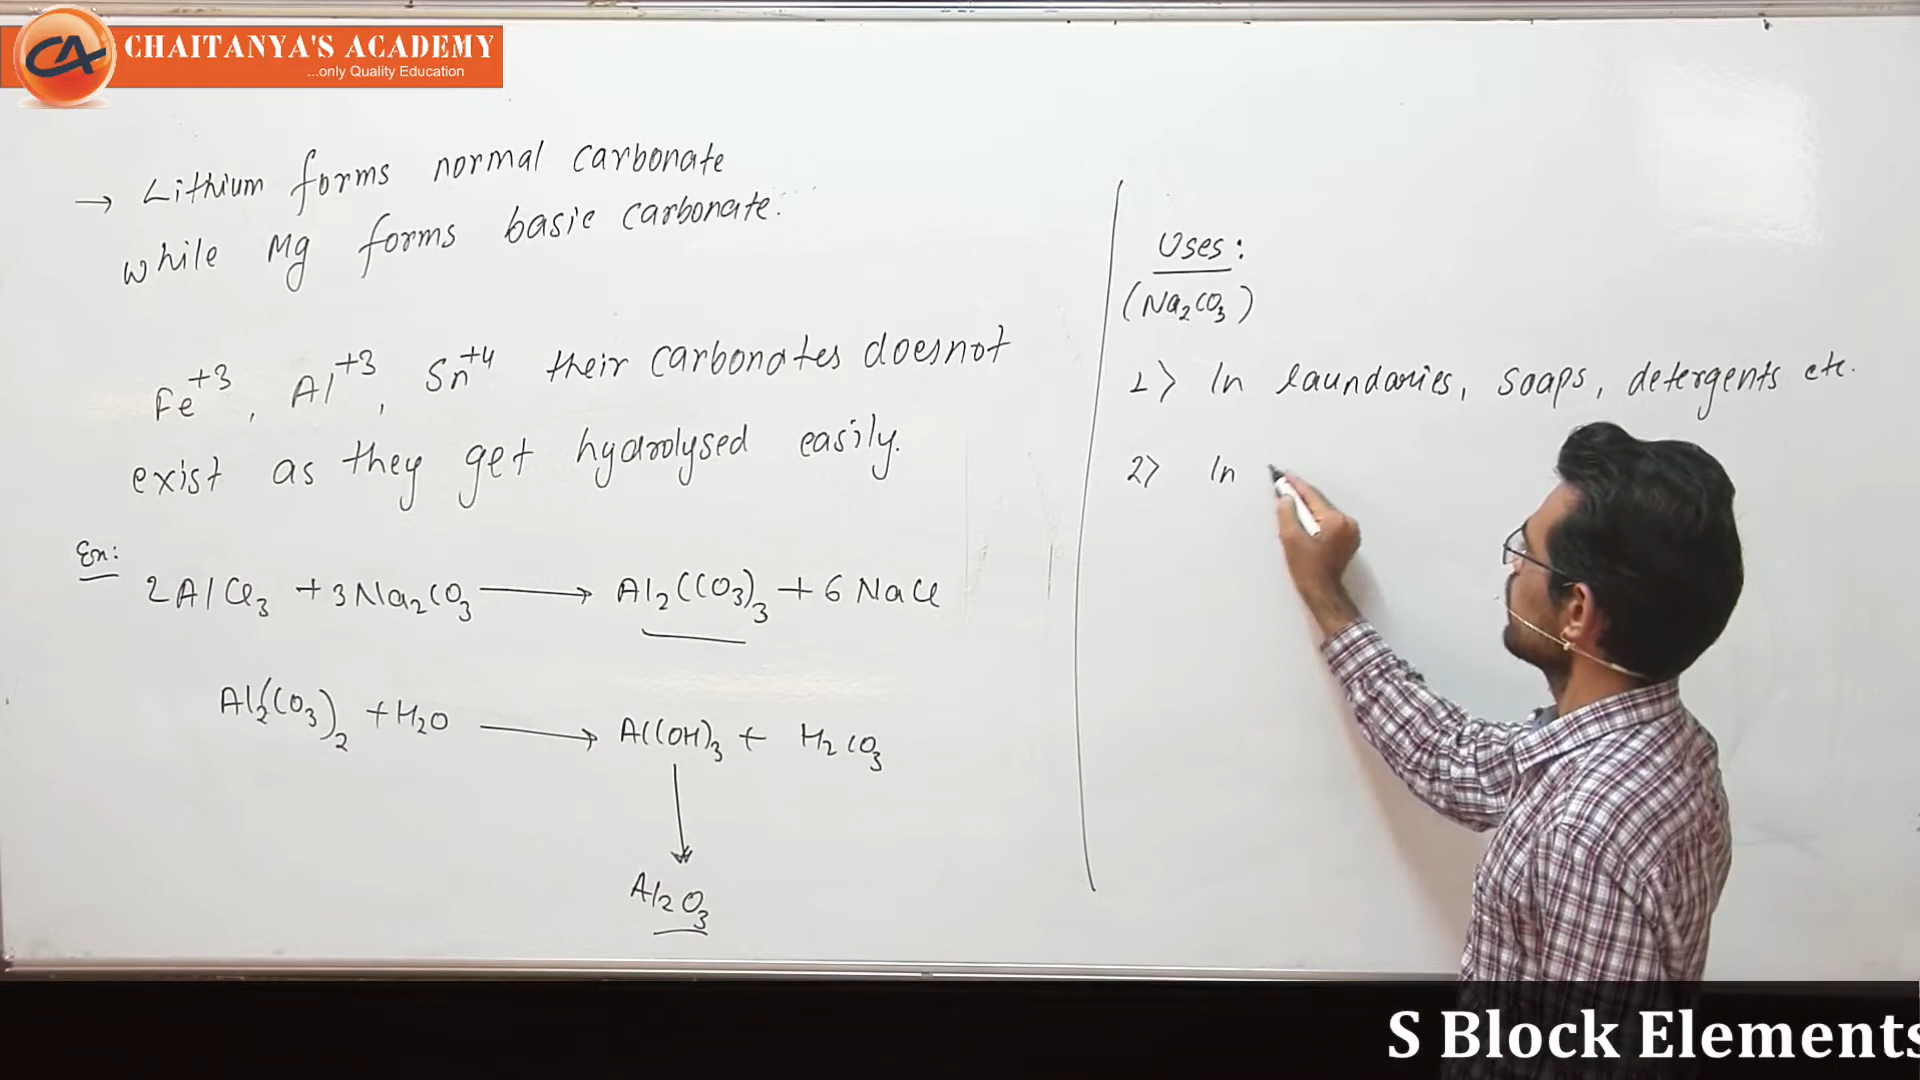 CHAITANYA'S ACADEMY
...only Quality Education
CA
→ Lithium forms normal carbonate
while Mg forms basic carbonate.
Fe⁺³, Al⁺³, Sn⁺⁴ their carbonates doesnot
exist as they get hydrolysed easily.
Ex:
2AlCl₃ + 3Na₂CO₃ → Al₂(CO₃)₃ + 6NaCl
Al₂(CO₃)₂ + H₂O → Al(OH)₃ + H₂CO₃
↓
Al₂O₃
Uses:
(Na₂CO₃)
1> In laundaries, soaps, detergents etc.
2> In
S Block Elements